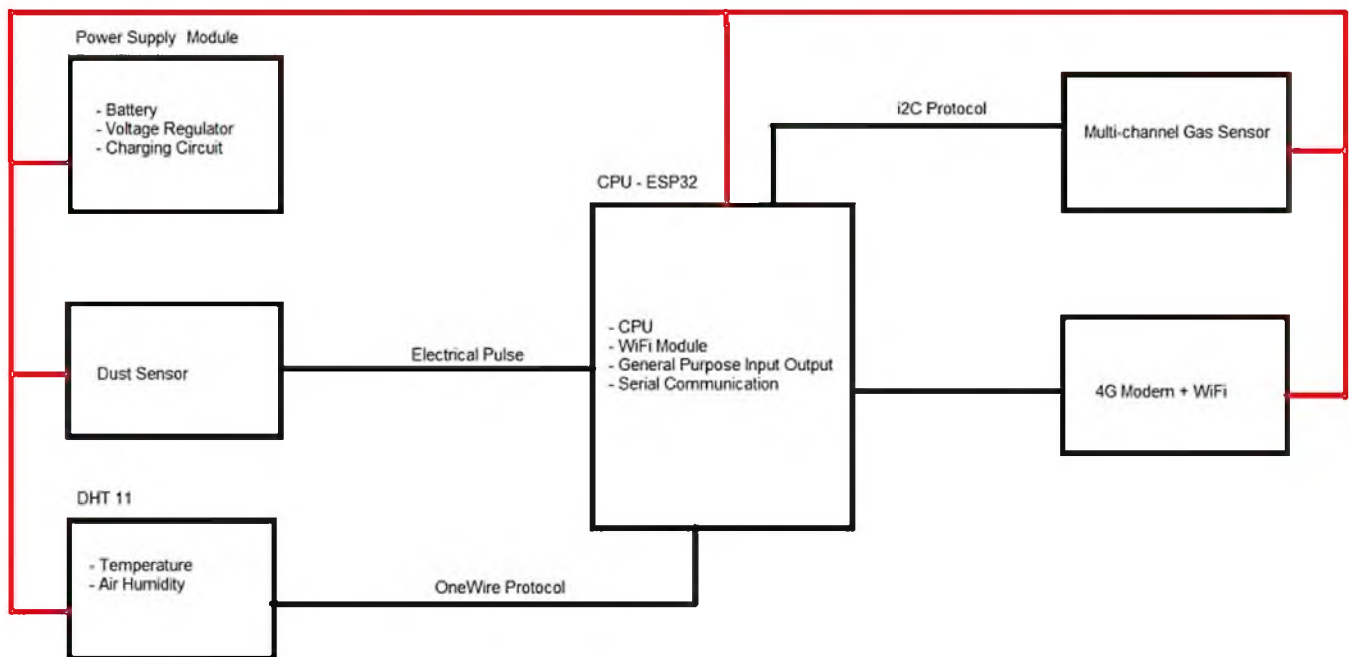 Power Supply Module
- Battery
- Voltage Regulator
- Charging Circuit
i2C Protocol
Multi-channel Gas Sensor
CPU - ESP32
- CPU
- WiFi Module
- General Purpose Input Output
- Serial Communication
Electrical Pulse
Dust Sensor
4G Modem + WiFi
DHT 11
- Temperature
- Air Humidity
OneWire Protocol